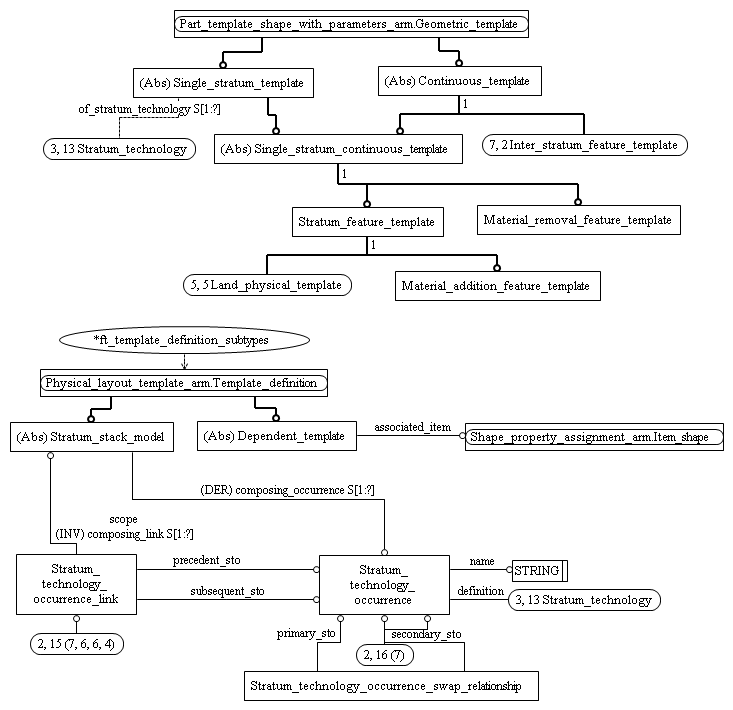 Part_template_shape_with_parameters_arm.Geometric_template
(Abs) Single_stratum_template
(Abs) Continuous_template
of_stratum_technology S[1:?]
1
3, 13 Stratum_technology
(Abs) Single_stratum_continuous_template
7, 2 Inter_stratum_feature_template
1
Stratum_feature_template
Material_removal_feature_template
1
5, 5 Land_physical_template
Material_addition_feature_template
*ft_template_definition_subtypes
Physical_layout_template_arm.Template_definition
(Abs) Stratum_stack_model
(Abs) Dependent_template
associated_item
Shape_property_assignment_arm.Item_shape
(DER) composing_occurrence S[1:?]
scope
(INV) composing_link S[1:?]
Stratum_
technology_
occurrence_link
precedent_sto
subsequent_sto
Stratum_
technology_
occurrence
name
STRING
definition
3, 13 Stratum_technology
2, 15 (7, 6, 6, 4)
primary_sto
secondary_sto
2, 16 (7)
Stratum_technology_occurrence_swap_relationship